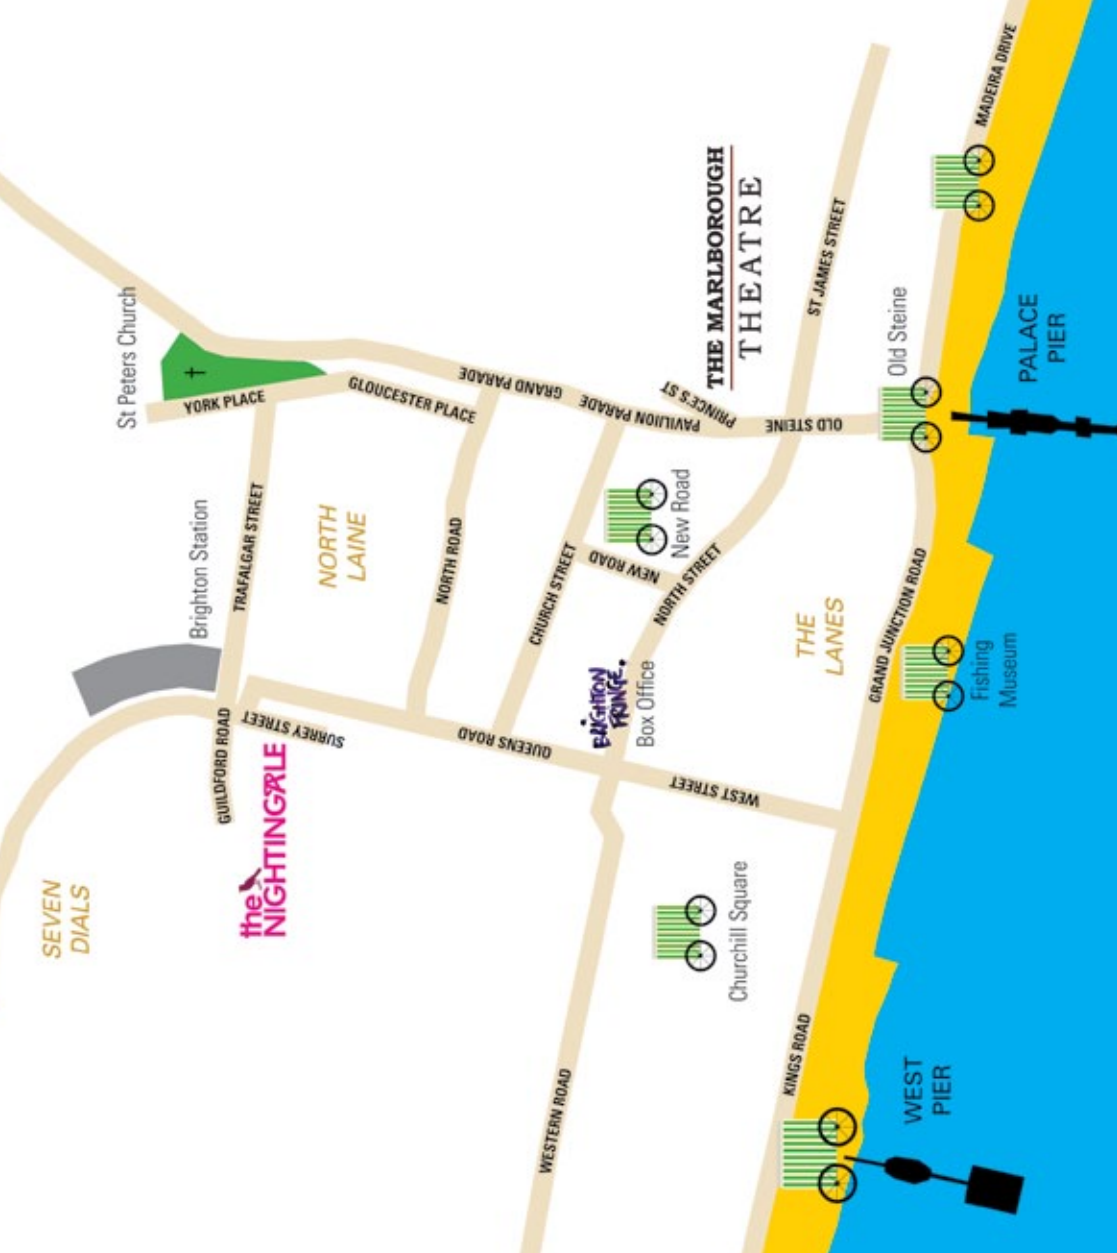 SEVEN
DIALS
St Peters Church
YORK PLACE
Brighton Station
TRAFALGAR STREET
GUILDFORD ROAD
SURREY STREET
the
NIGHTINGALE
NORTH
LAINE
GLOUCESTER PLACE
GRAND PARADE
NORTH ROAD
QUEENS ROAD
CHURCH STREET
PAVILIION PARADE
PRINCE'S ST
THE MARLBOROUGH
THEATRE
NEW ROAD
New Road
NORTH STREET
BRIGHTON
FRINGE.
Box Office
WEST STREET
WESTERN ROAD
Churchill Square
OLD STEINE
ST JAMES STREET
Old Steine
THE
LANES
GRAND JUNCTION ROAD
Fishing
Museum
KINGS ROAD
MADEIRA DRIVE
PALACE
PIER
WEST
PIER